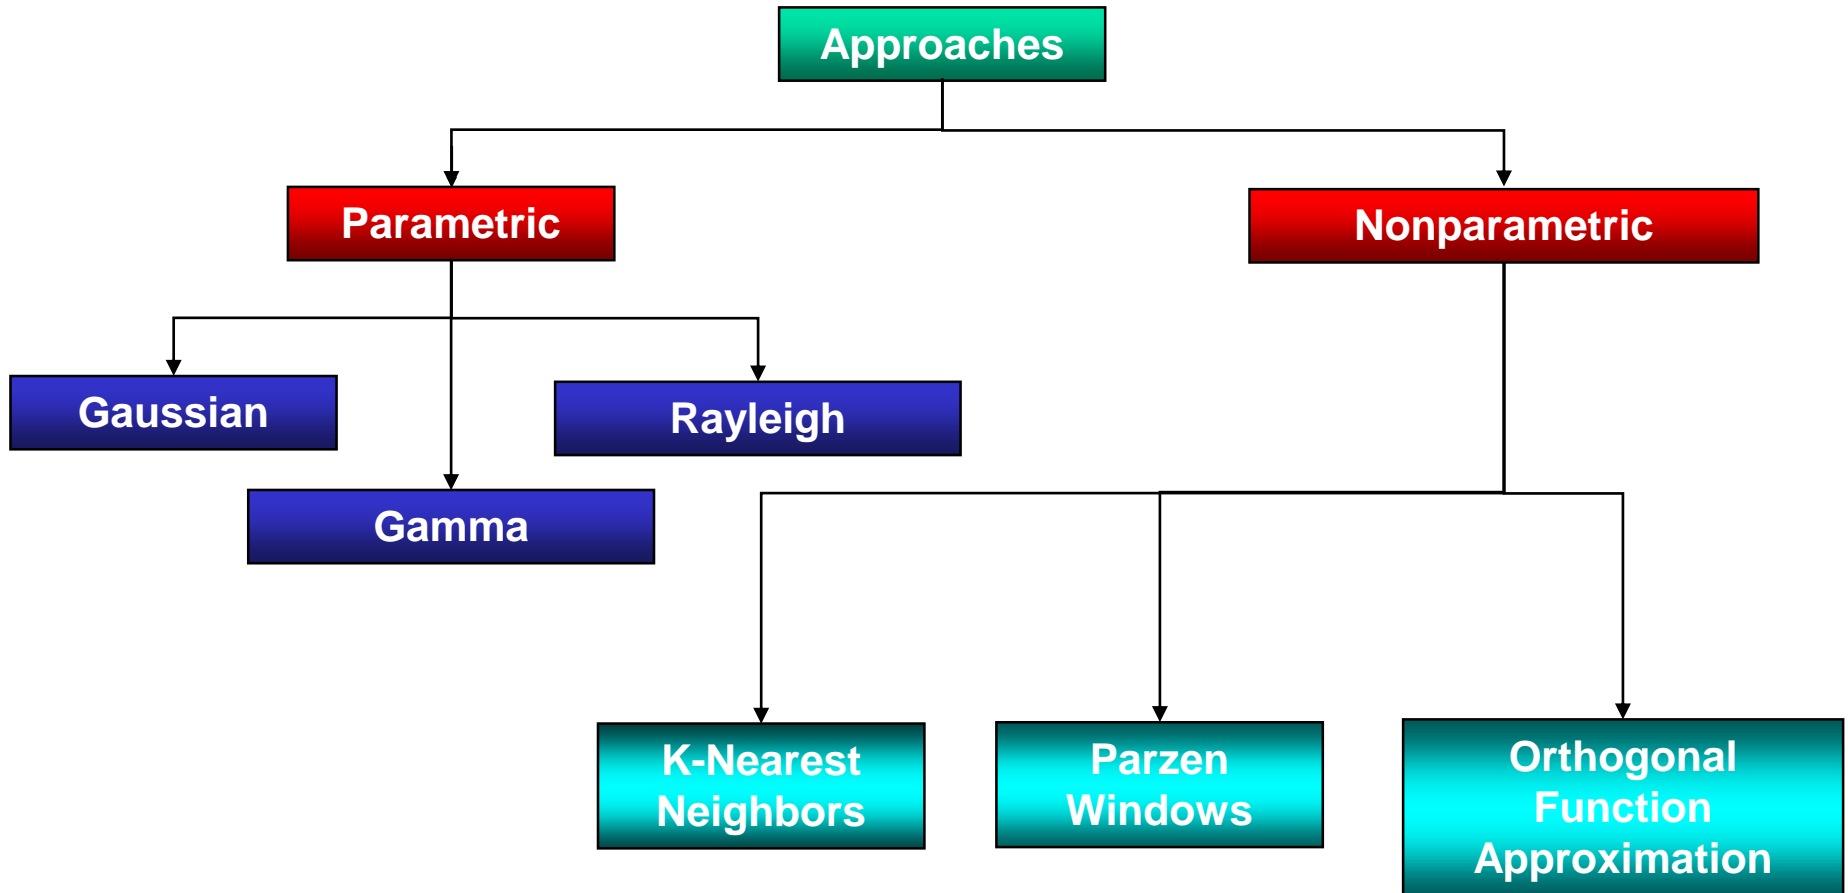 Approaches
Parametric
Nonparametric
Gaussian
Rayleigh
Gamma
K-Nearest
Neighbors
Parzen
Windows
Orthogonal
Function
Approximation